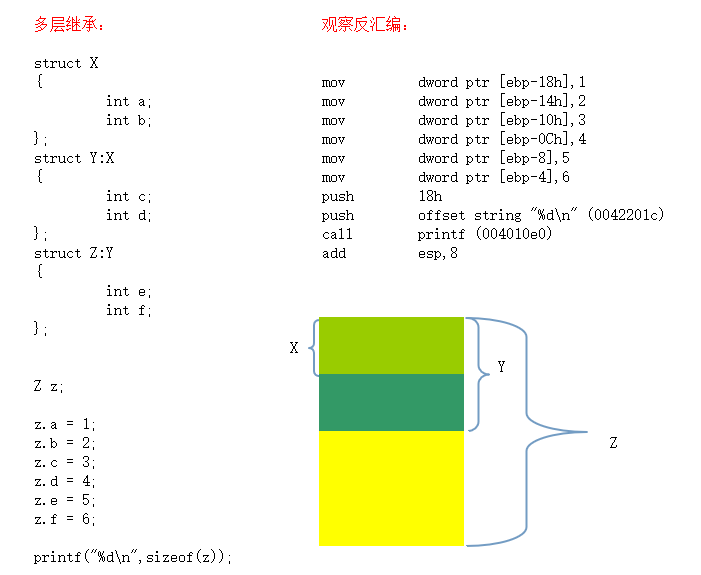 多层继承:
struct X
{
int a;
int b;
};
struct Y:X
{
int c;
int d;
};
struct Z:Y
{
int e;
int f;
};
Z z;
z.a = 1;
z.b = 2;
z.c = 3;
z.d = 4;
z.e = 5;
z.f = 6;
printf("%d\n",sizeof(z));
观察反汇编:
mov dword ptr [ebp-18h],1
mov dword ptr [ebp-14h],2
mov dword ptr [ebp-10h],3
mov dword ptr [ebp-0Ch],4
mov dword ptr [ebp-8],5
mov dword ptr [ebp-4],6
push 18h
push offset string "%d\n" (0042201c)
call printf (004010e0)
add esp,8
X
Y
Z